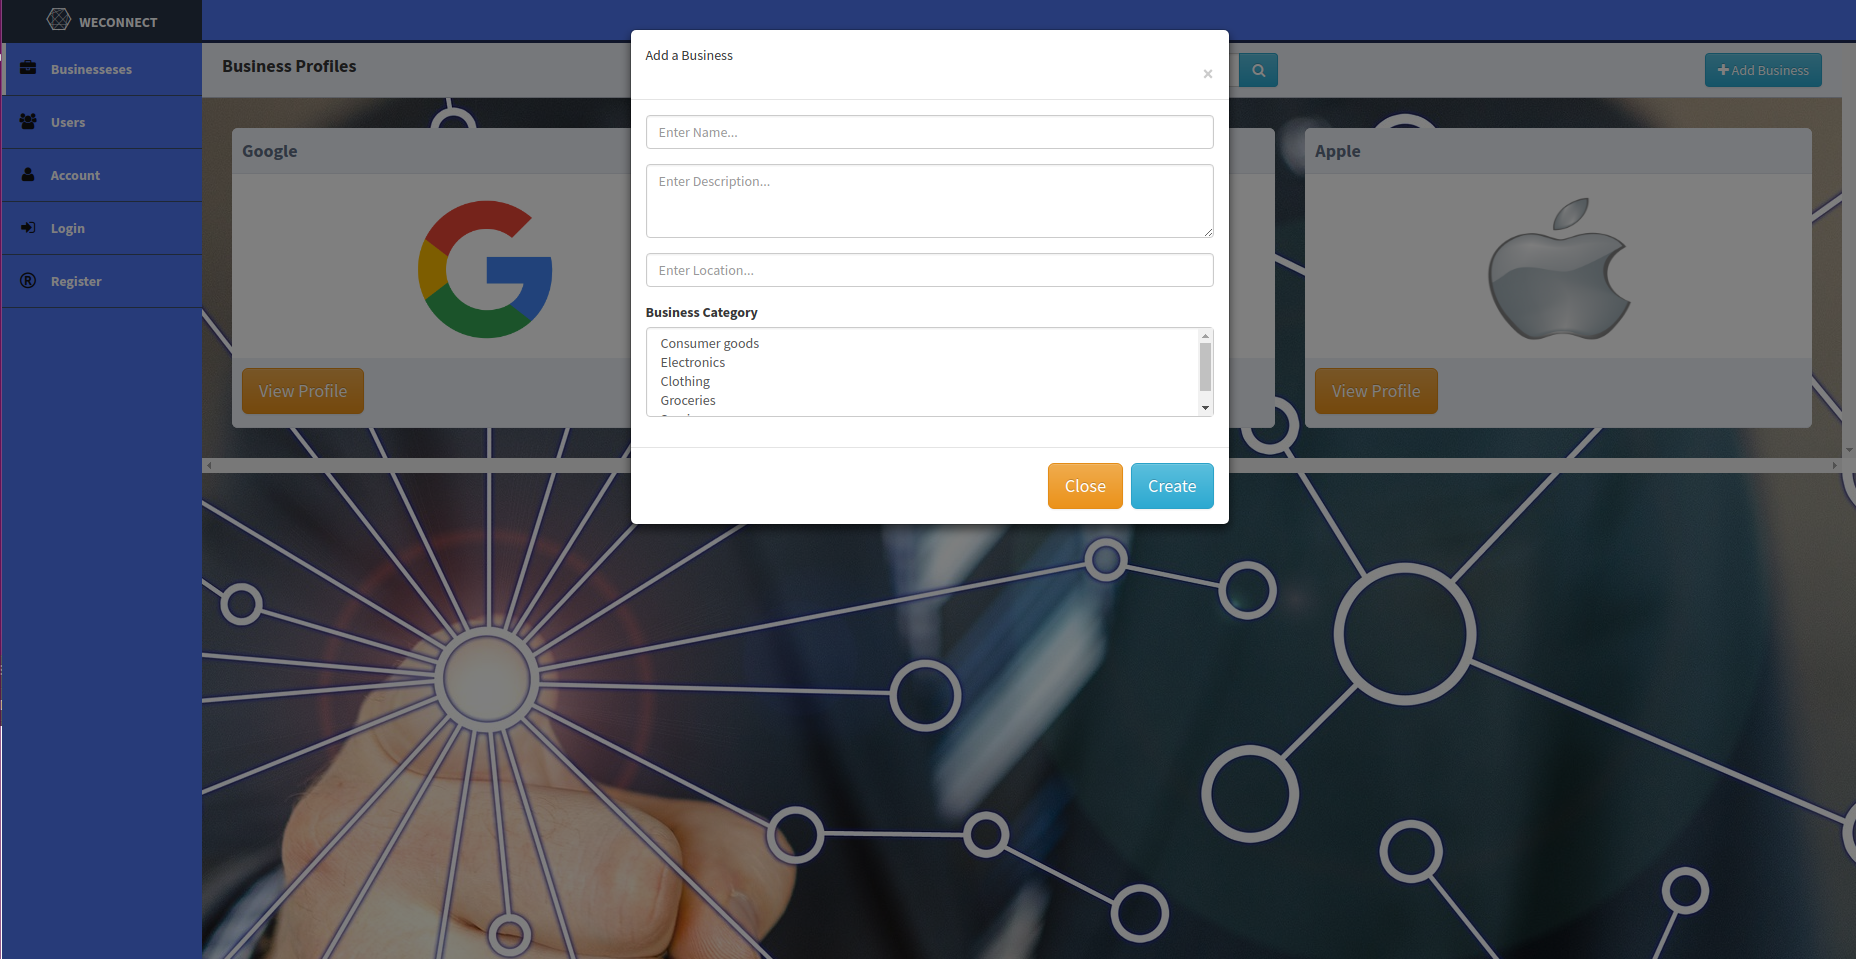 WECONNECT
Businesseses
Users
Account
Login
Register
Business Profiles
Add Business
Google
View Profile
Apple
View Profile
Add a Business
×
Enter Name...
Enter Description...
Enter Location...
Business Category
Consumer goods
Electronics
Clothing
Groceries
Close
Create